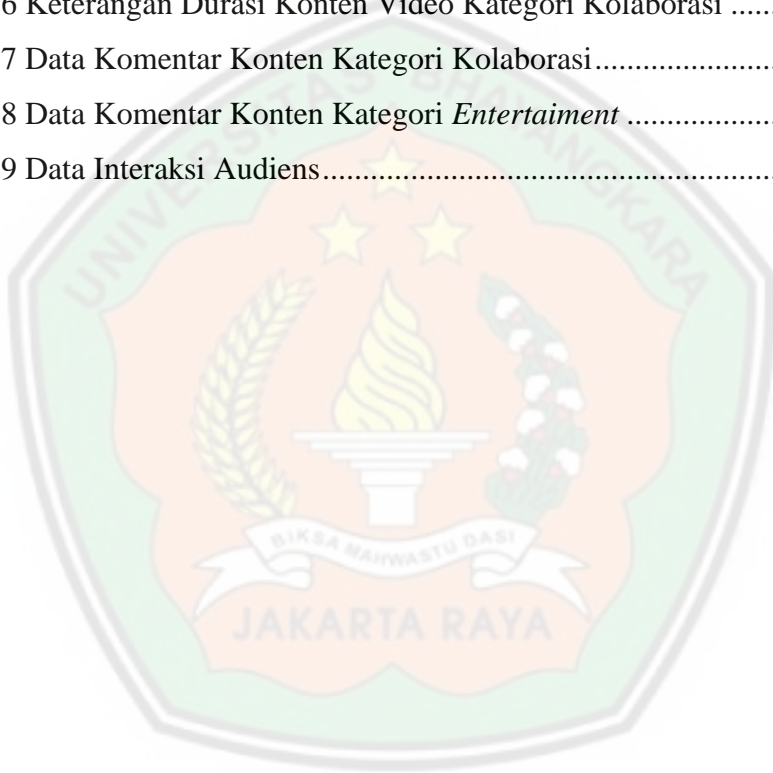 6 Keterangan Durasi Konten Video Kategori Kolaborasi .....
7 Data Komentar Konten Kategori Kolaborasi.......................
8 Data Komentar Konten Kategori Entertaiment ..................
9 Data Interaksi Audiens.........................................................
UNIVERSITAS BHAYANGKARA
BIKSA MAHWASTU DASI
JAKARTA RAYA